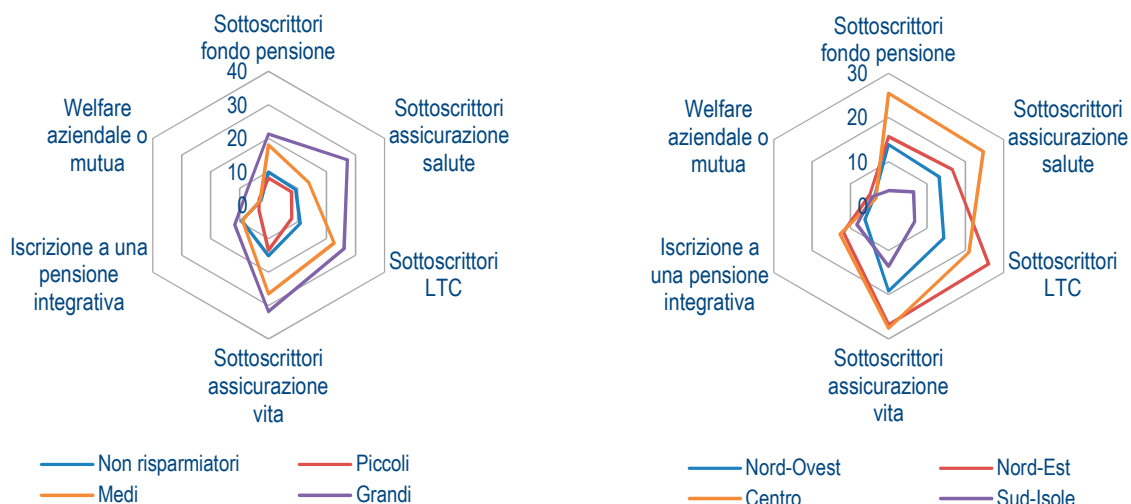 Sottoscrittori
fondo pensione
40
30
20
10
0
Sottoscrittori
assicurazione
salute
Sottoscrittori
LTC
Sottoscrittori
assicurazione
vita
Iscrizione a una
pensione
integrativa
Welfare
aziendale o
mutua
Non risparmiatori
Piccoli
Medi
Grandi
Sottoscrittori
fondo pensione
30
20
10
0
Sottoscrittori
assicurazione
salute
Sottoscrittori
LTC
Sottoscrittori
assicurazione
vita
Iscrizione a
una pensione
integrativa
Welfare
aziendale o
mutua
Nord-Ovest
Nord-Est
Centro
Sud-Isole